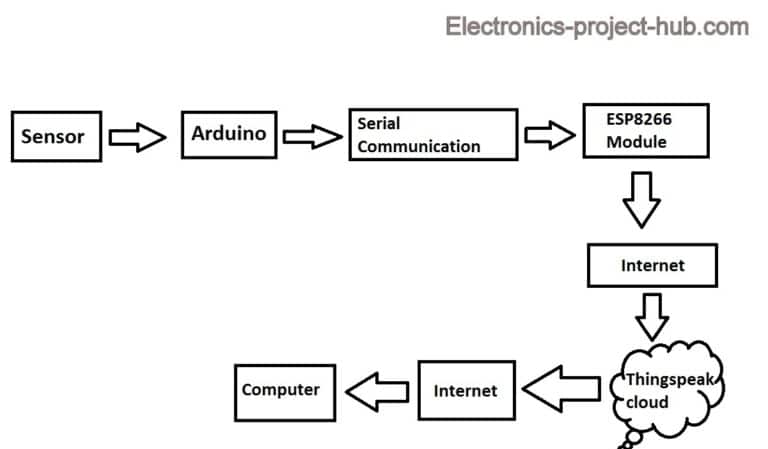 Electronics-project-hub.com
Sensor
Arduino
Serial
Communication
ESP8266
Module
Internet
Thingspeak
cloud
Internet
Computer